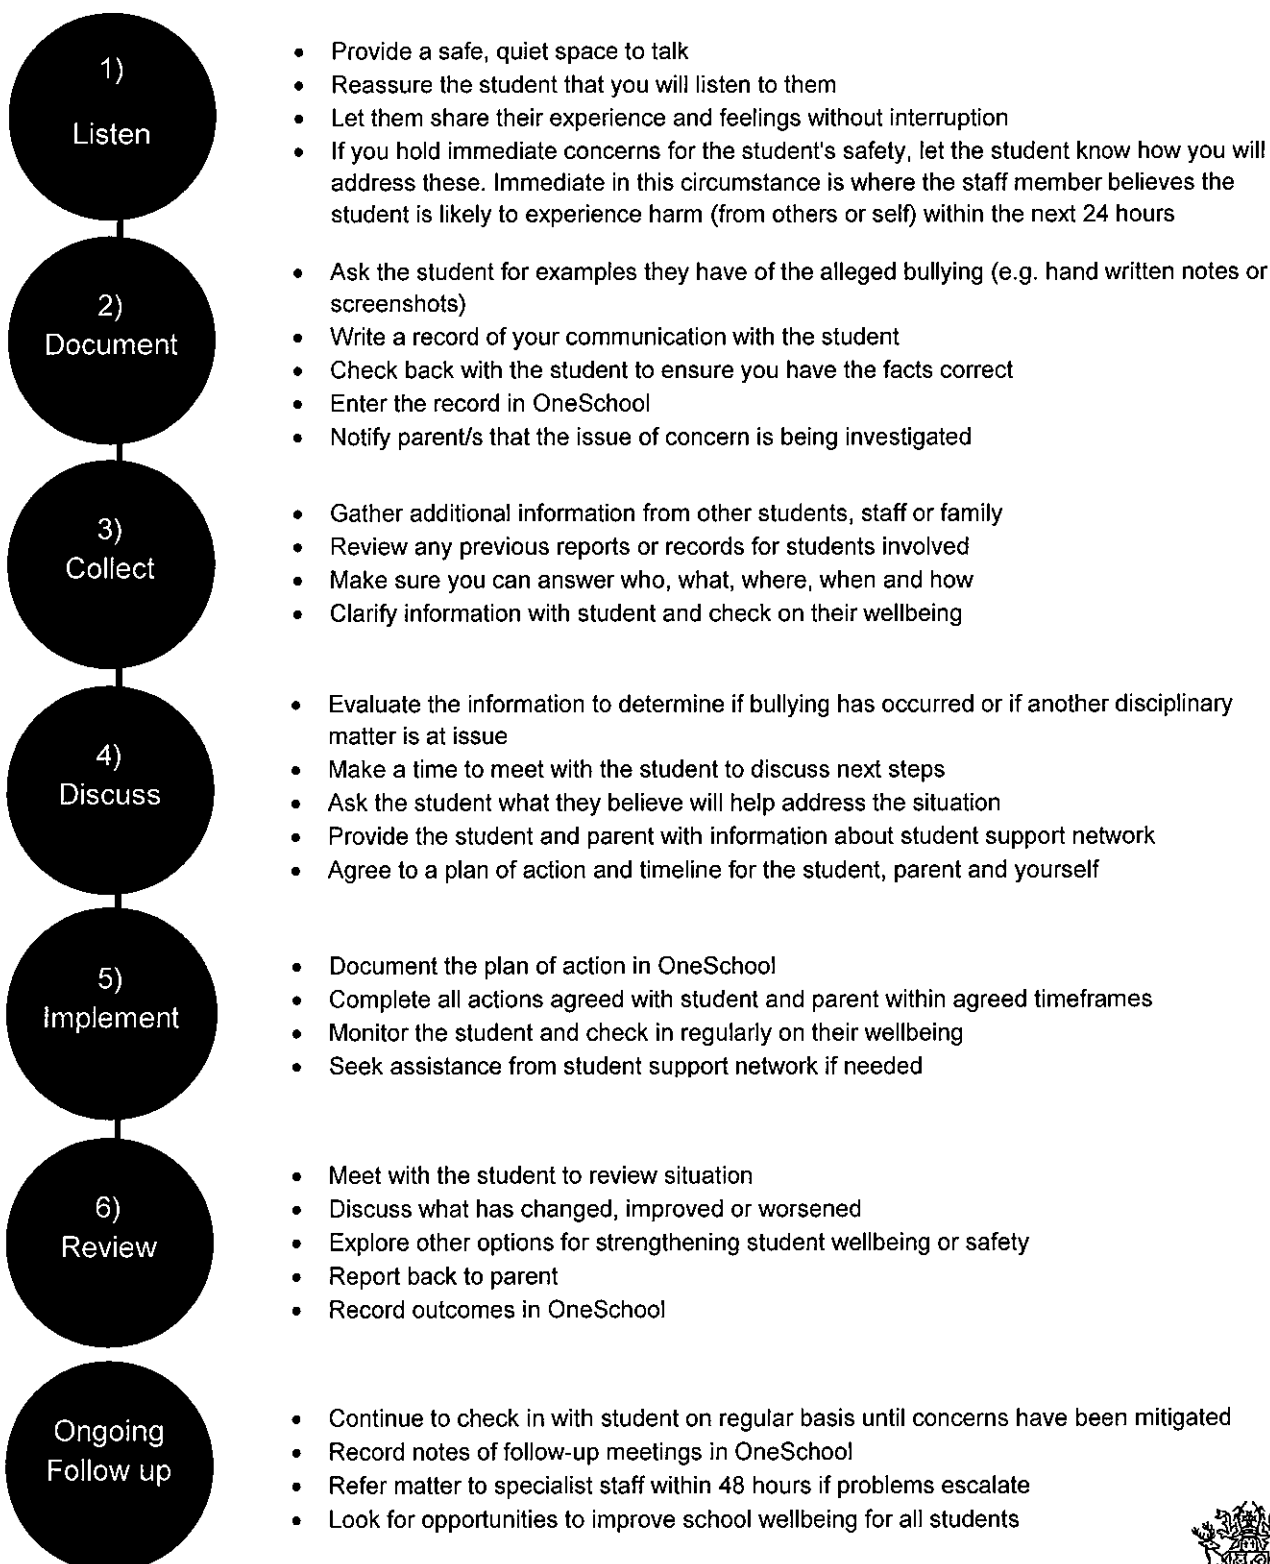 1)
Listen
• Provide a safe, quiet space to talk
• Reassure the student that you will listen to them
• Let them share their experience and feelings without interruption
• If you hold immediate concerns for the student's safety, let the student know how you will
address these. Immediate in this circumstance is where the staff member believes the
student is likely to experience harm (from others or self) within the next 24 hours
2)
Document
• Ask the student for examples they have of the alleged bullying (e.g. hand written notes or
screenshots)
• Write a record of your communication with the student
• Check back with the student to ensure you have the facts correct
• Enter the record in OneSchool
• Notify parent/s that the issue of concern is being investigated
3)
Collect
• Gather additional information from other students, staff or family
• Review any previous reports or records for students involved
• Make sure you can answer who, what, where, when and how
• Clarify information with student and check on their wellbeing
4)
Discuss
• Evaluate the information to determine if bullying has occurred or if another disciplinary
matter is at issue
• Make a time to meet with the student to discuss next steps
• Ask the student what they believe will help address the situation
• Provide the student and parent with information about student support network
• Agree to a plan of action and timeline for the student, parent and yourself
5)
Implement
• Document the plan of action in OneSchool
• Complete all actions agreed with student and parent within agreed timeframes
• Monitor the student and check in regularly on their wellbeing
• Seek assistance from student support network if needed
6)
Review
• Meet with the student to review situation
• Discuss what has changed, improved or worsened
• Explore other options for strengthening student wellbeing or safety
• Report back to parent
• Record outcomes in OneSchool
Ongoing
Follow up
• Continue to check in with student on regular basis until concerns have been mitigated
• Record notes of follow-up meetings in OneSchool
• Refer matter to specialist staff within 48 hours if problems escalate
• Look for opportunities to improve school wellbeing for all students